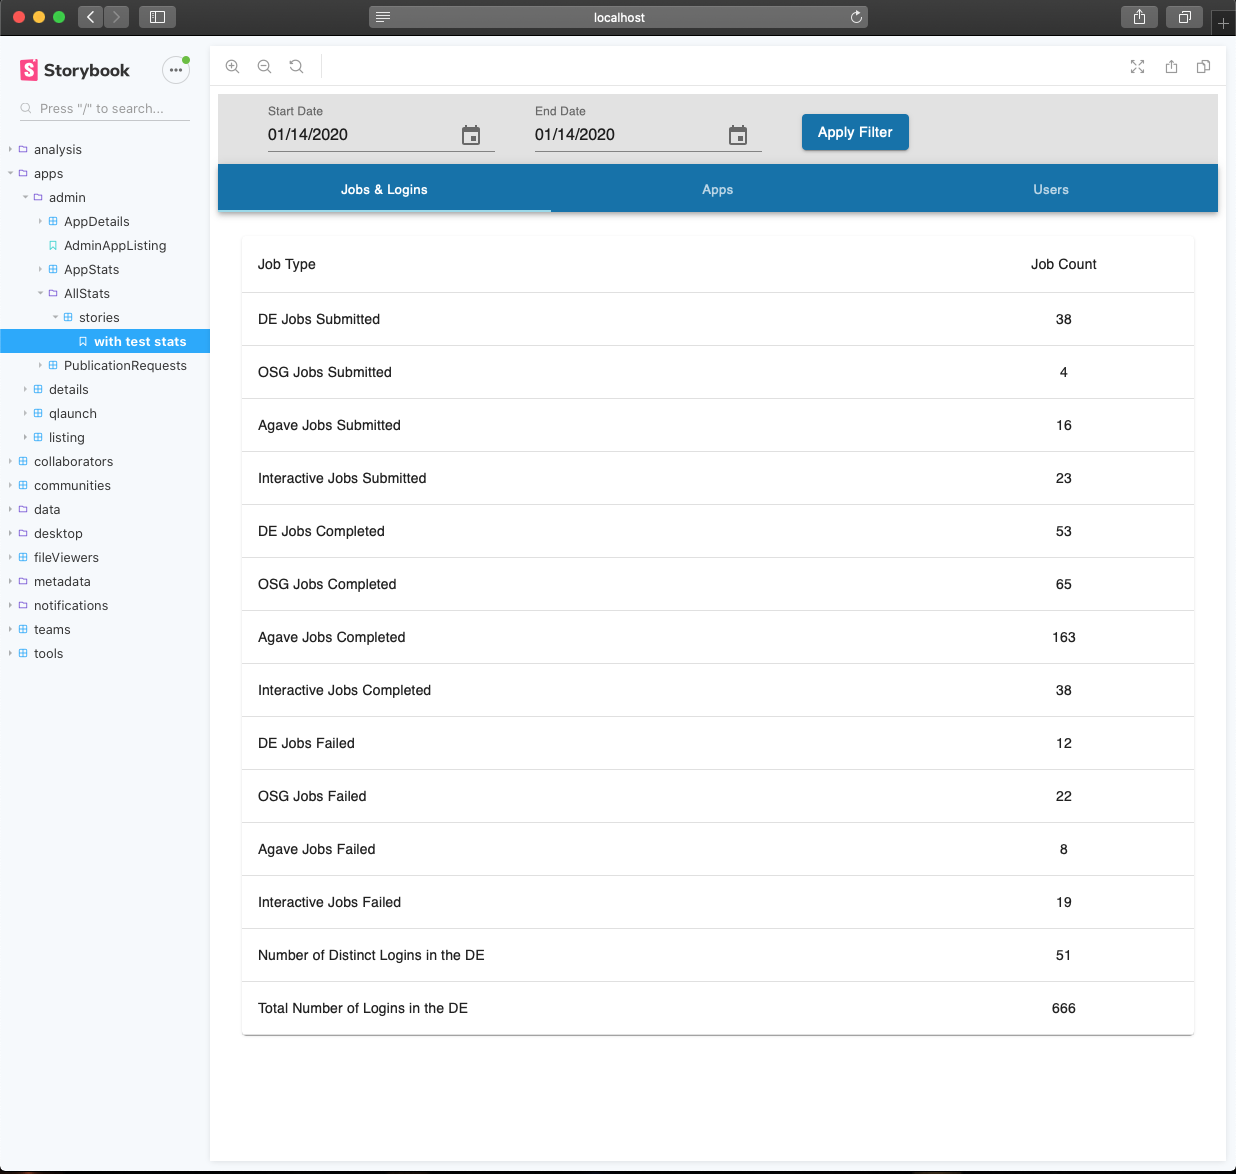 localhost
Storybook
Press "/" to search...
analysis
apps
admin
AppDetails
AdminAppListing
AppStats
AllStats
stories
with test stats
PublicationRequests
details
qlaunch
listing
collaborators
communities
data
desktop
fileViewers
metadata
notifications
teams
tools
Start Date
01/14/2020
End Date
01/14/2020
Apply Filter
Jobs & Logins Apps Users
Job Type Job Count
DE Jobs Submitted 38
OSG Jobs Submitted 4
Agave Jobs Submitted 16
Interactive Jobs Submitted 23
DE Jobs Completed 53
OSG Jobs Completed 65
Agave Jobs Completed 163
Interactive Jobs Completed 38
DE Jobs Failed 12
OSG Jobs Failed 22
Agave Jobs Failed 8
Interactive Jobs Failed 19
Number of Distinct Logins in the DE 51
Total Number of Logins in the DE 666